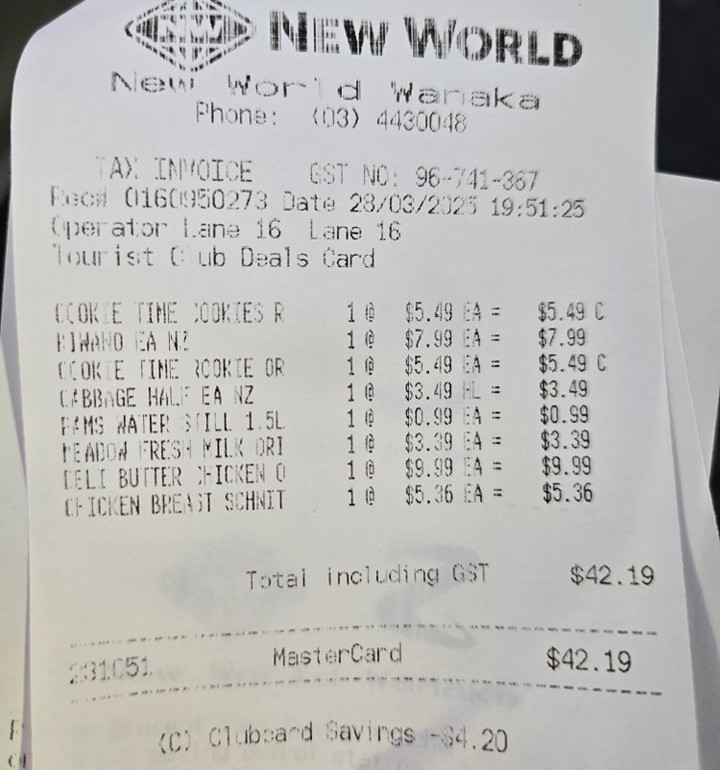 NW NEW WORLD
New World Wanaka
Phone: (03) 4430048
TAX INVOICE GST NO: 96-741-367
Rec# 0160950273 Date 28/03/2025 19:51:25
Operator Lane 16 Lane 16
Tourist Club Deals Card
COOKIE TIME COOKIES R 1 @ $5.49 EA = $5.49 C
KIWANO EA NZ 1 @ $7.99 EA = $7.99
COOKIE TIME ROOKIE OR 1 @ $5.49 EA = $5.49 C
CABBAGE HALF EA NZ 1 @ $3.49 HL = $3.49
PAMS WATER STILL 1.5L 1 @ $0.99 EA = $0.99
MEADOW FRESH MILK ORI 1 @ $3.39 EA = $3.39
DELI BUTTER CHICKEN O 1 @ $9.99 EA = $9.99
CHICKEN BREAST SCHNIT 1 @ $5.36 EA = $5.36
Total including GST $42.19
231051 MasterCard $42.19
(C) Clubcard Savings -$4.20